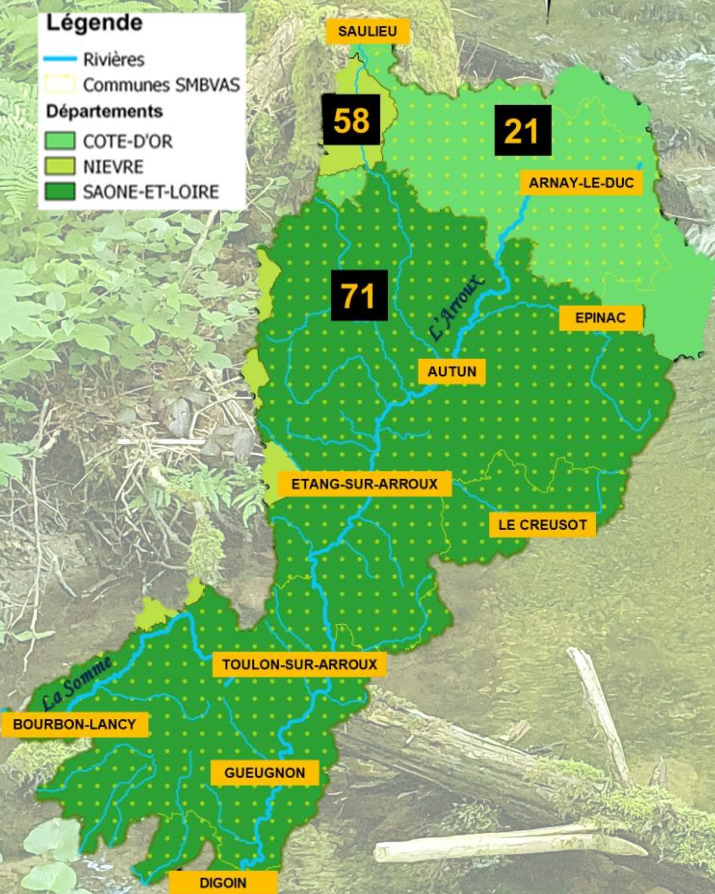 Légende
Rivières
Communes SMBVAS
Départements
COTE-D'OR
NIEVRE
SAONE-ET-LOIRE
SAULIEU
58
21
ARNAY-LE-DUC
71
L'Arroux
EPINAC
AUTUN
ETANG-SUR-ARROUX
LE CREUSOT
TOULON-SUR-ARROUX
La Somme
BOURBON-LANCY
GUEUGNON
DIGOIN